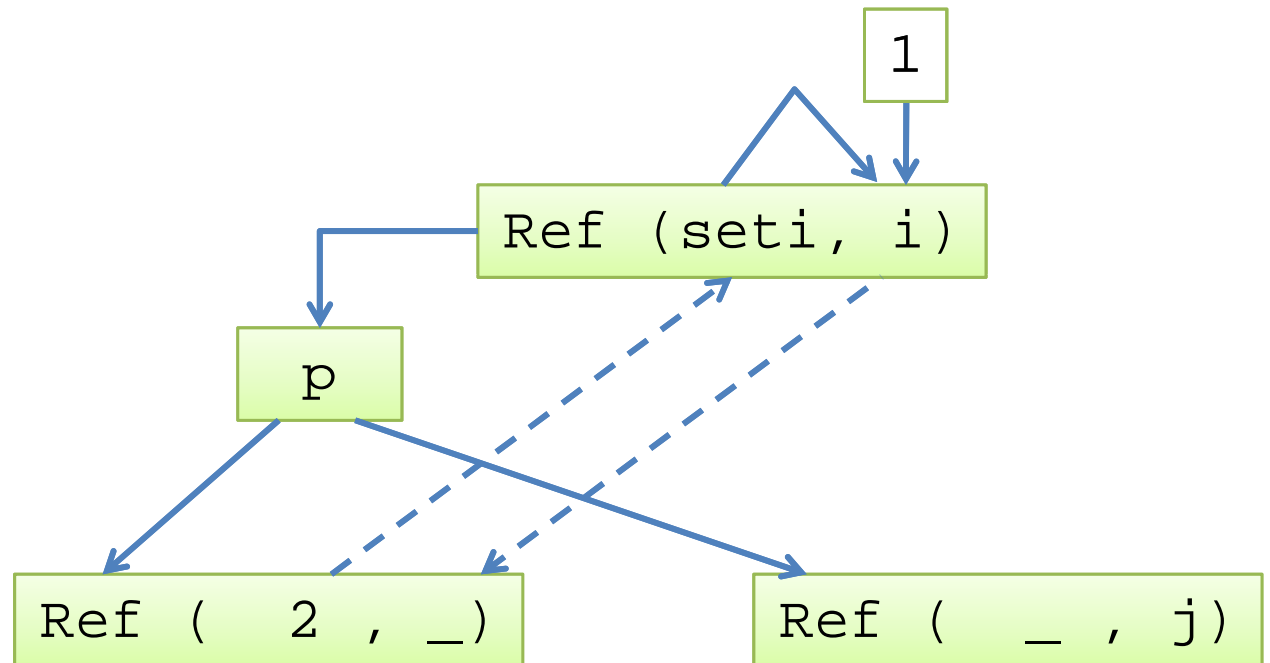 1
Ref (seti, i)
p
Ref ( 2 , _)
Ref ( _ , j)